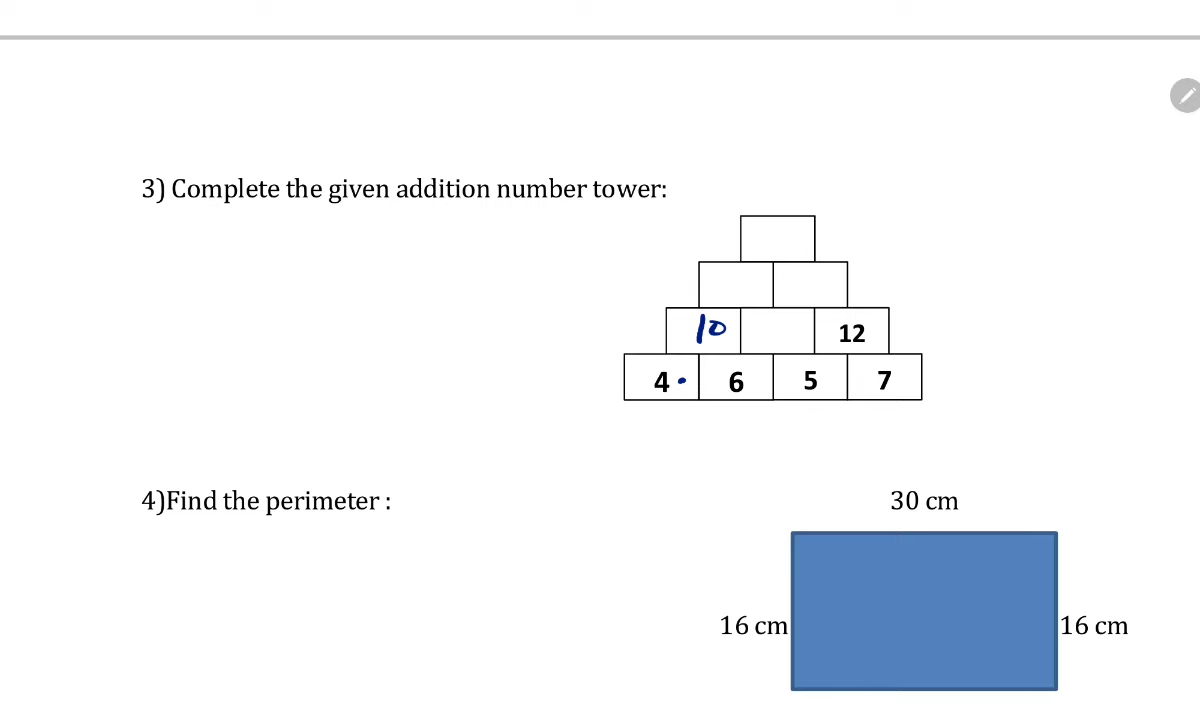 3) Complete the given addition number tower:
10 12
4 . 6 5 7
4)Find the perimeter :
30 cm
16 cm 16 cm